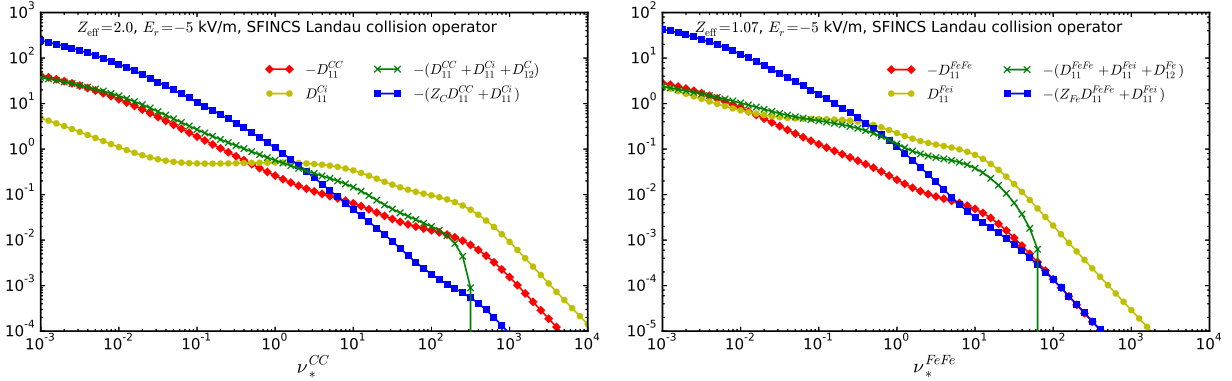 Z_eff=2.0, E_r=−5 kV/m, SFINCS Landau collision operator
10^3
10^2
10^1
10^0
10^-1
10^-2
10^-3
10^-4
−D_11^CC
D_11^Ci
−(D_11^CC +D_11^Ci +D_12^C)
−(Z_C D_11^CC +D_11^Ci)
10^-3 10^-2 10^-1 10^0 10^1 10^2 10^3 10^4
ν_*^CC
Z_eff=1.07, E_r=−5 kV/m, SFINCS Landau collision operator
10^2
10^1
10^0
10^-1
10^-2
10^-3
10^-4
10^-5
−D_11^FeFe
D_11^Fei
−(D_11^FeFe +D_11^Fei +D_12^Fe)
−(Z_Fe D_11^FeFe +D_11^Fei)
10^-3 10^-2 10^-1 10^0 10^1 10^2 10^3 10^4
ν_*^FeFe